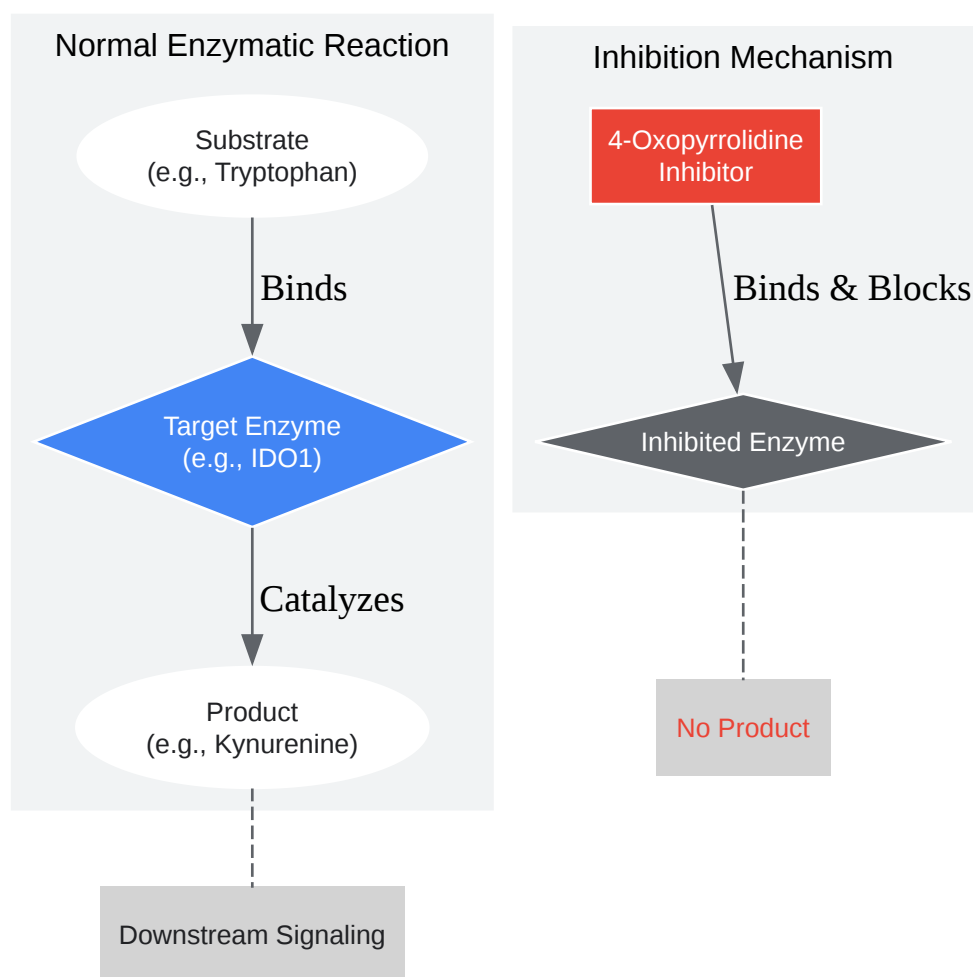 Normal Enzymatic Reaction
Substrate
(e.g., Tryptophan)
Binds
Target Enzyme
(e.g., IDO1)
Catalyzes
Product
(e.g., Kynurenine)
Downstream Signaling
Inhibition Mechanism
4-Oxopyrrolidine
Inhibitor
Binds & Blocks
Inhibited Enzyme
No Product